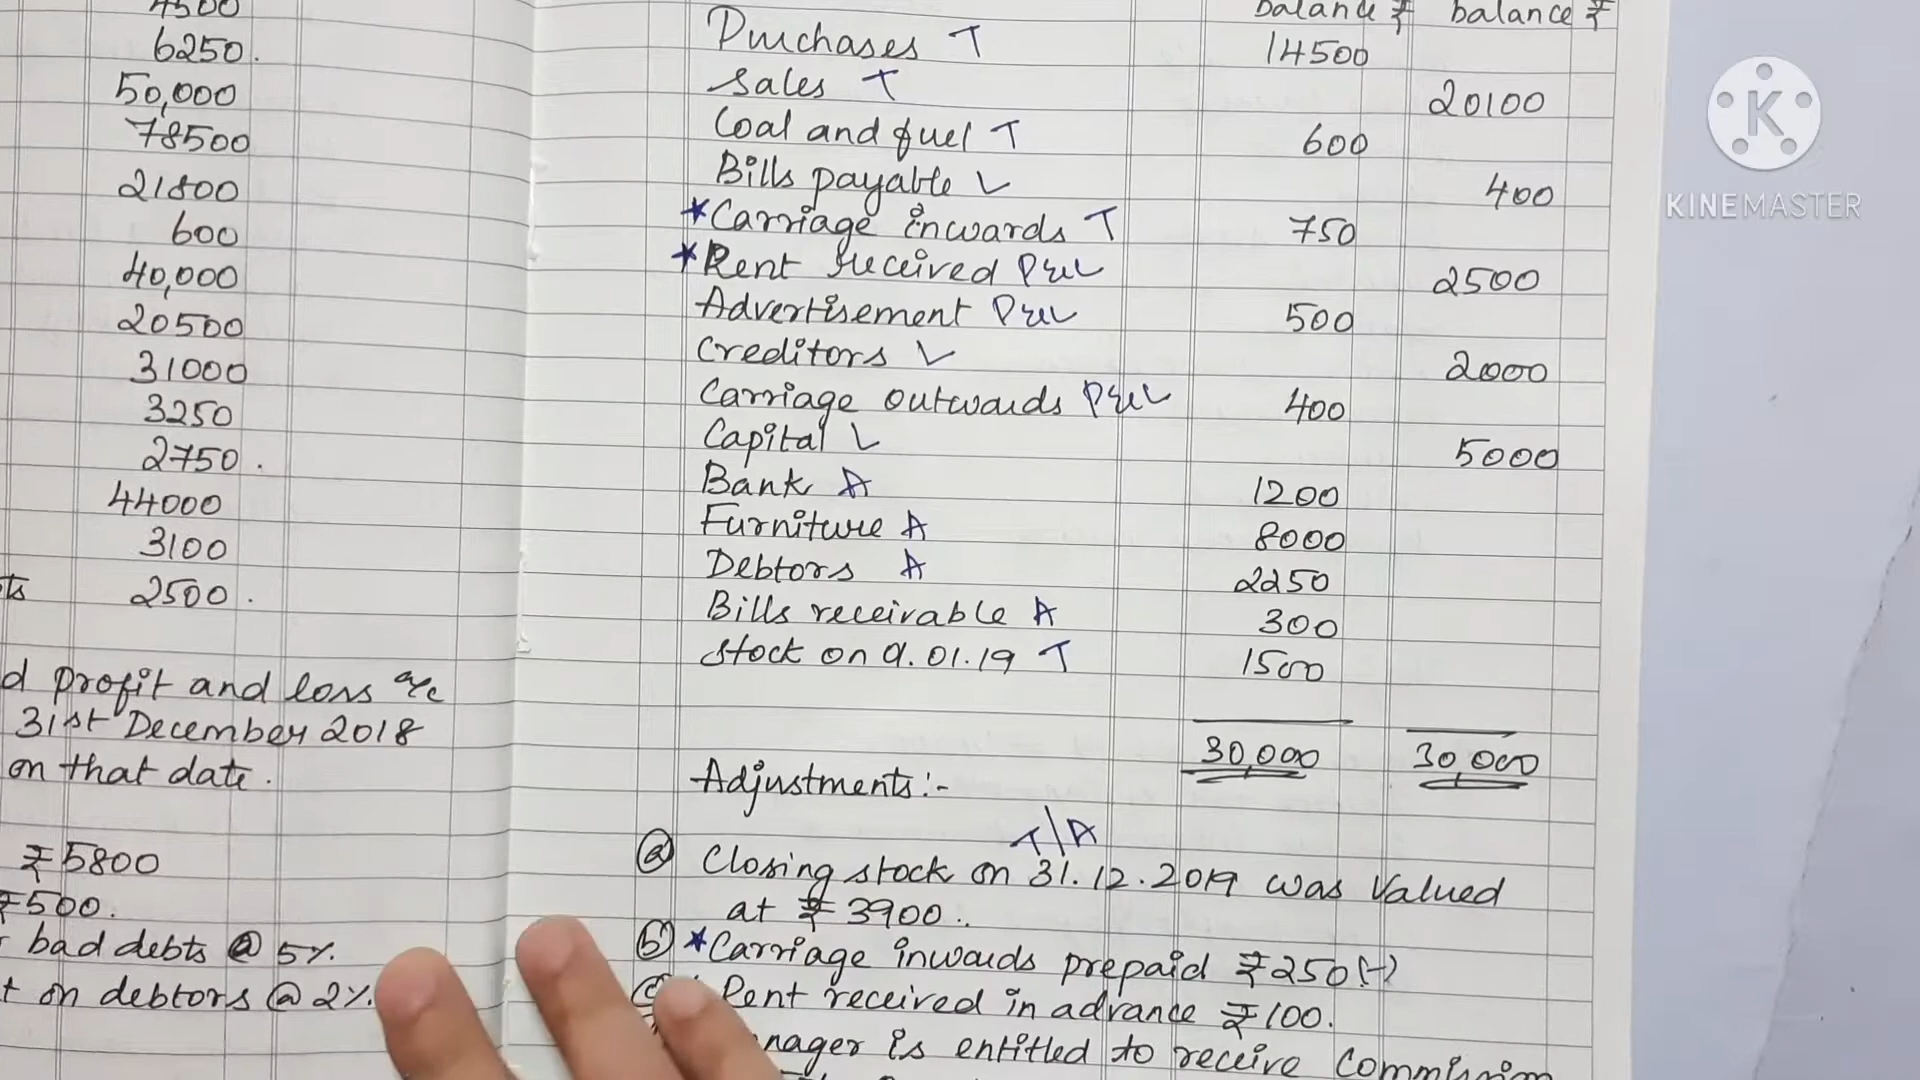 4500
6250.
50,000
78500
21800
600
40,000
20500
31000
3250
2750.
44000
3100
ts 2500.
d profit and loss a/c
31st December 2018
on that date.
₹5800
₹500.
bad debts @ 5%.
t on debtors @ 2%.
balance ₹ balance ₹
Purchases T 14500
Sales T 20100
Coal and fuel T 600
Bills payable L 400
*Carriage inwards T 750
*Rent received P&L 2500
Advertisement P&L 500
Creditors L 2000
Carriage outwards P&L 400
Capital L 5000
Bank A 1200
Furniture A 8000
Debtors A 2250
Bills receivable A 300
Stock on 01.19 T 1500
30,000 30,000
Adjustments:-
T/A
(a) Closing stock on 31.12.2019 was valued
at ₹ 3900.
(b) *Carriage inwards prepaid ₹250(-)
(c) Rent received in advance ₹100.
nager is entitled to receive commission
K
KINEMASTER